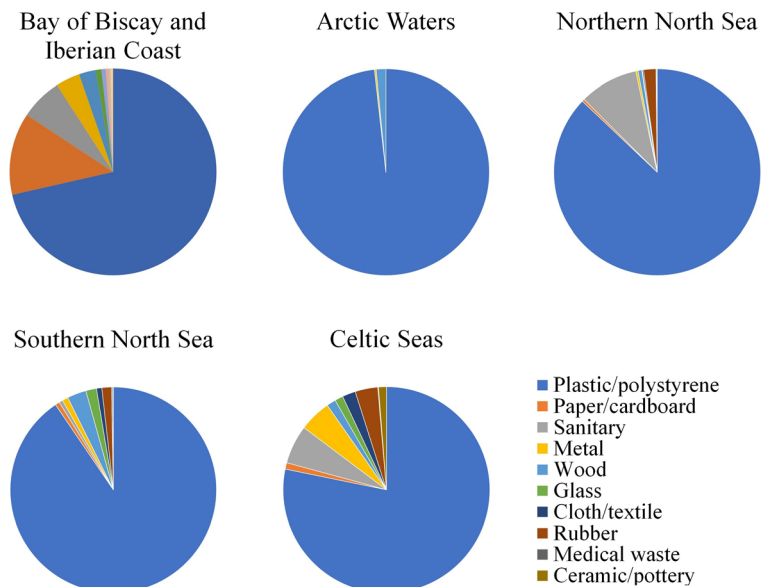 Bay of Biscay and
Iberian Coast
Arctic Waters
Northern North Sea
Southern North Sea
Celtic Seas
Plastic/polystyrene
Paper/cardboard
Sanitary
Metal
Wood
Glass
Cloth/textile
Rubber
Medical waste
Ceramic/pottery